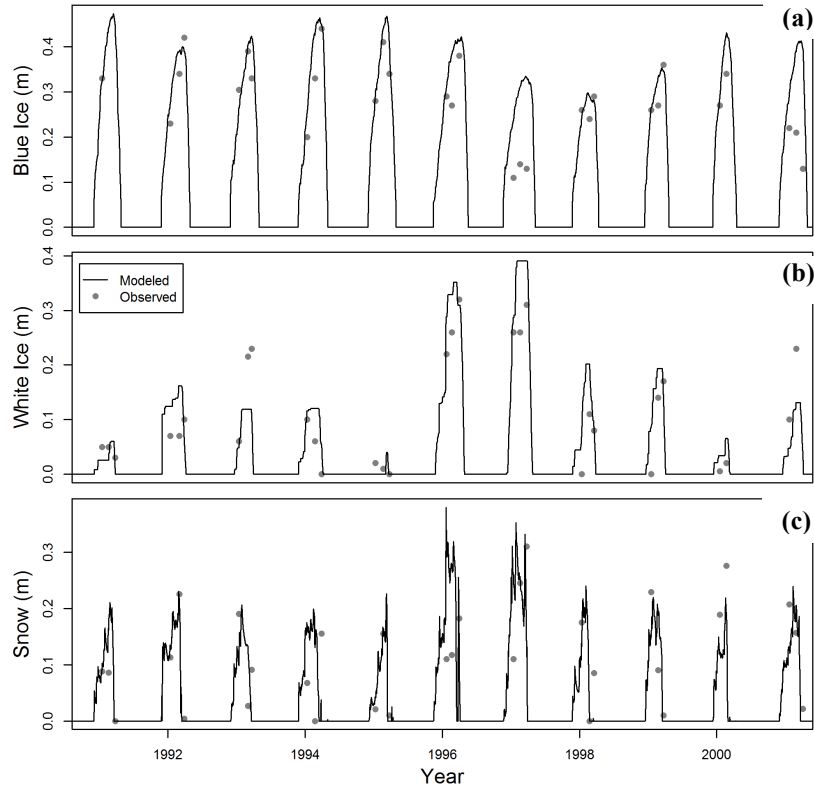 (a)
Blue Ice (m)
0.4
0.3
0.2
0.1
0.0
(b)
White Ice (m)
0.4
0.3
0.2
0.1
0.0
Modeled
Observed
(c)
Snow (m)
0.3
0.2
0.1
0.0
1992 1994 1996 1998 2000
Year